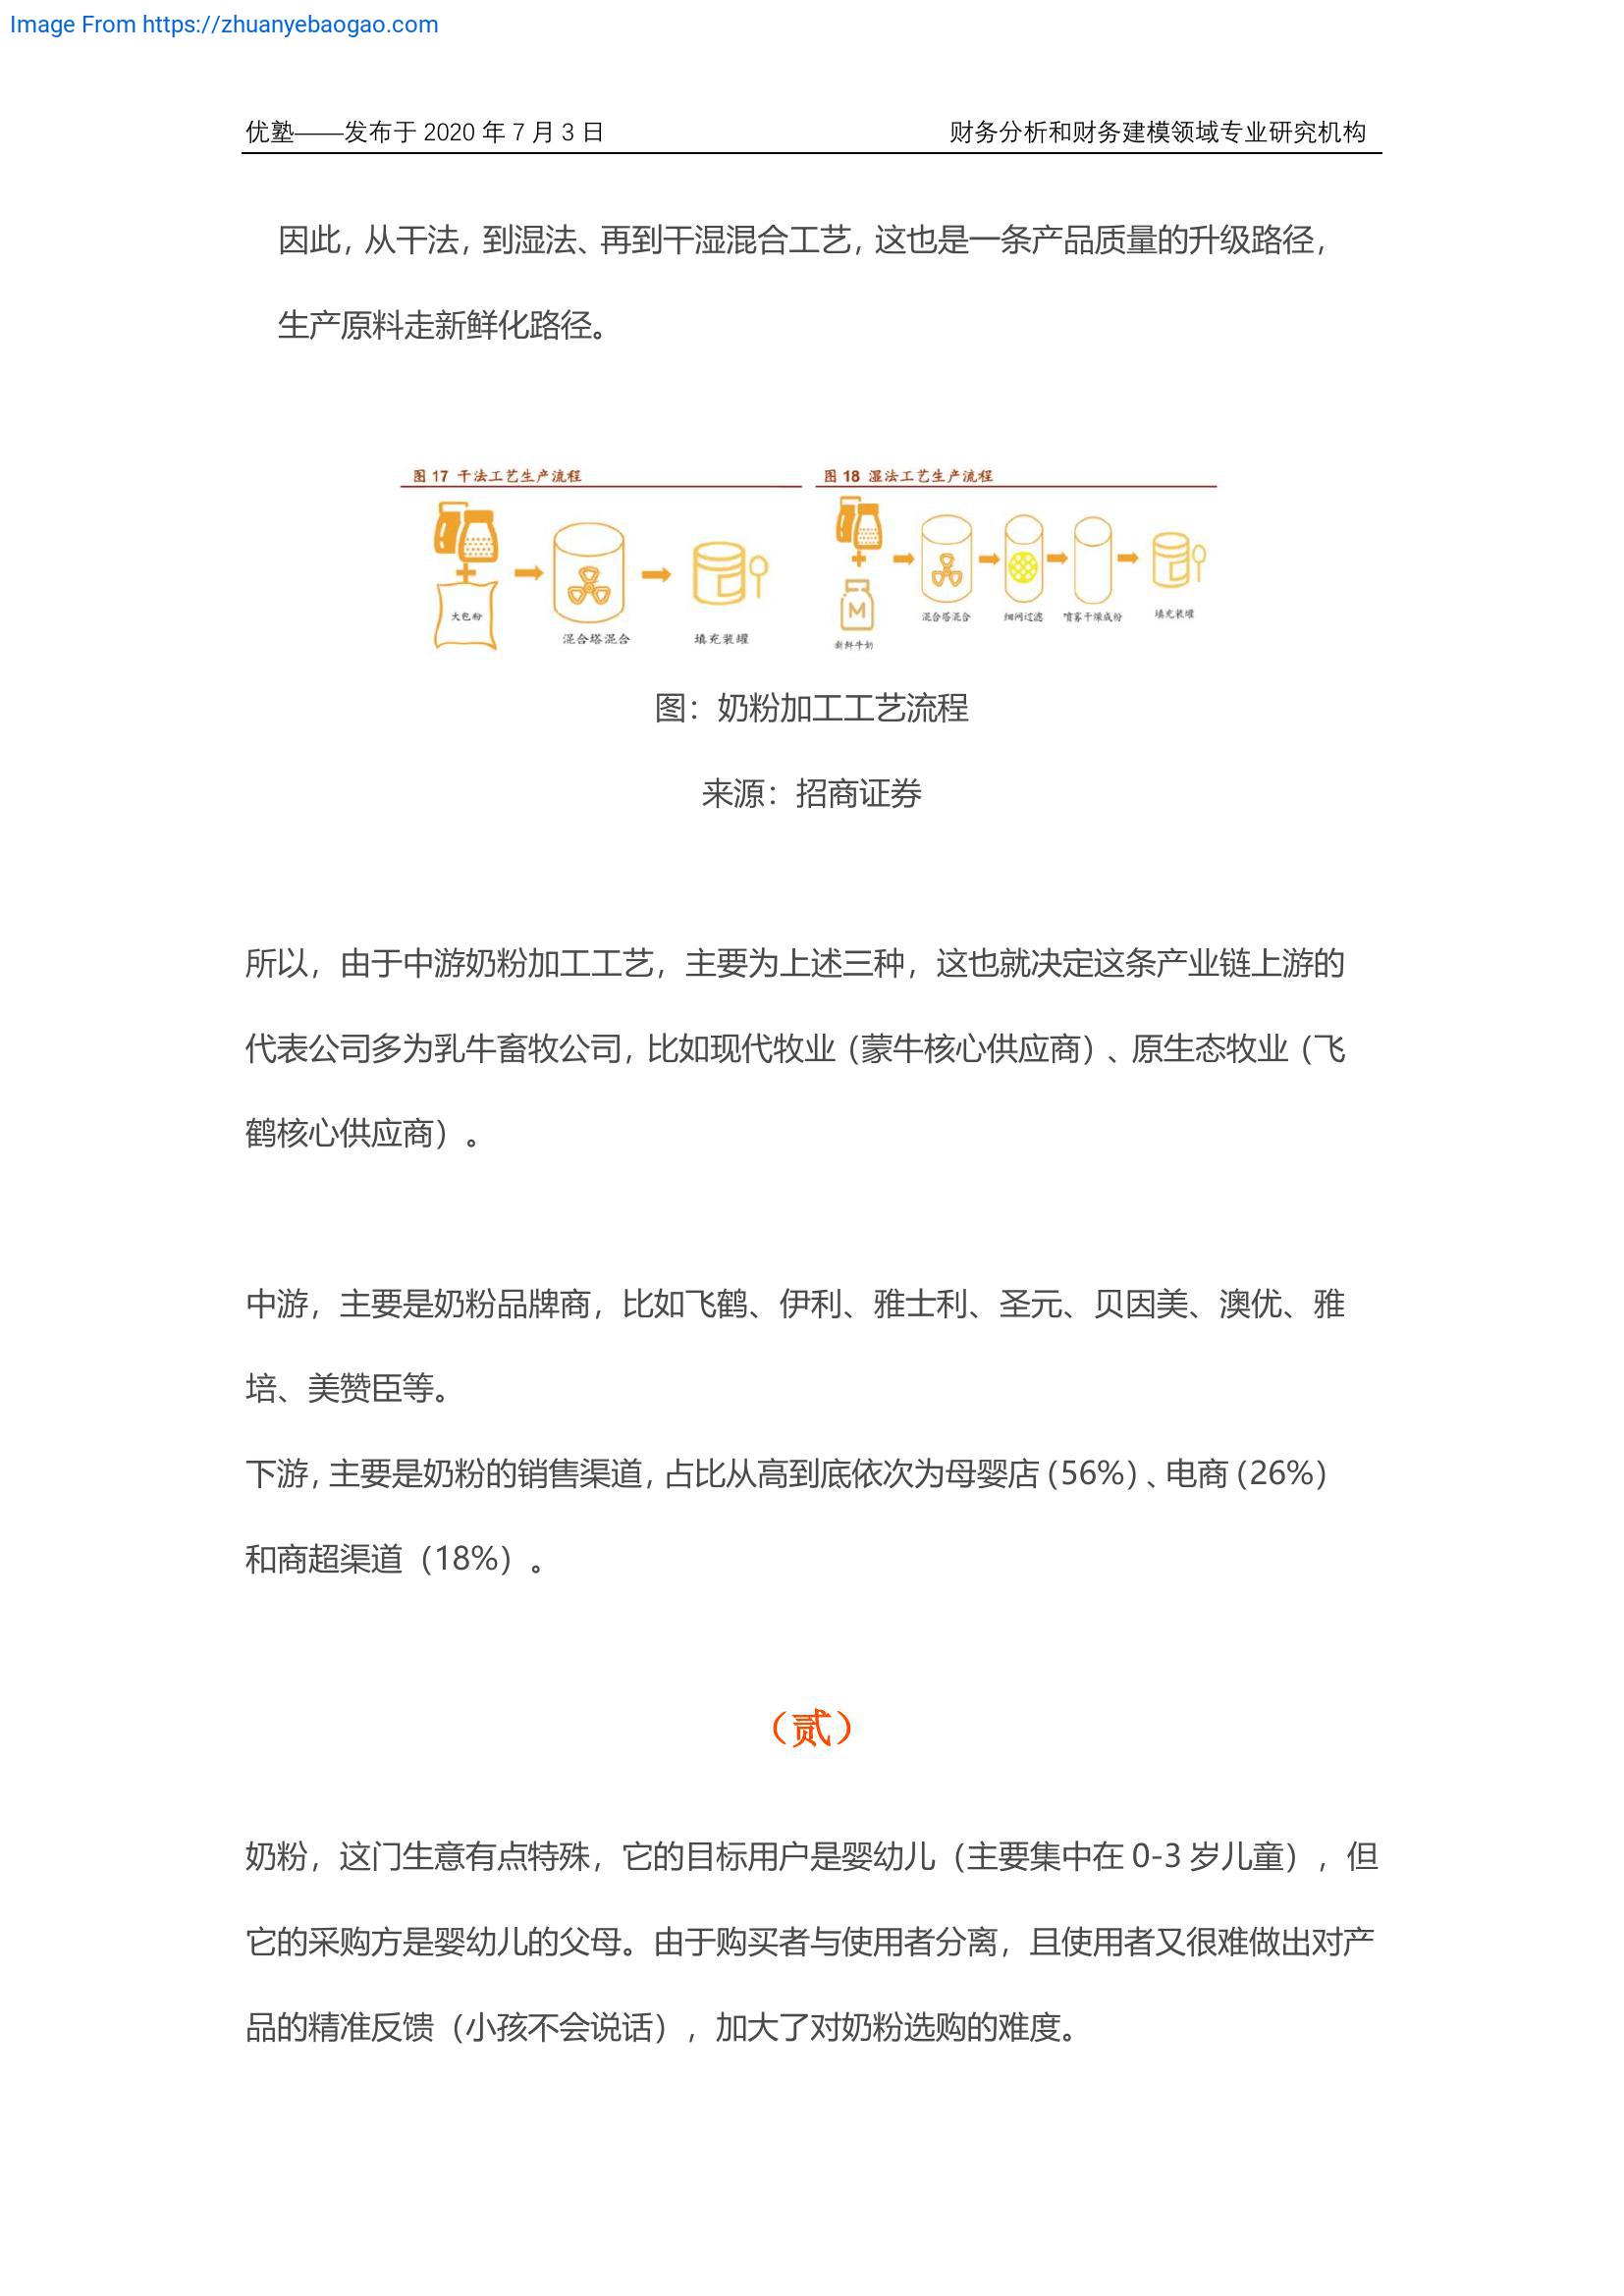 Image From https://zhuanyebaogao.com
优塾——发布于 2020 年 7 月 3 日 财务分析和财务建模领域专业研究机构
因此，从干法，到湿法、再到干湿混合工艺，这也是一条产品质量的升级路径，
生产原料走新鲜化路径。
图 17 干法工艺生产流程
大包粉
混合塔混合
填充装罐
图 18 湿法工艺生产流程
M
新鲜牛奶
混合塔混合
细网过滤
喷雾干燥成份
填充装罐
图：奶粉加工工艺流程
来源：招商证券
所以，由于中游奶粉加工工艺，主要为上述三种，这也就决定这条产业链上游的
代表公司多为乳牛畜牧公司，比如现代牧业（蒙牛核心供应商）、原生态牧业（飞
鹤核心供应商）。
中游，主要是奶粉品牌商，比如飞鹤、伊利、雅士利、圣元、贝因美、澳优、雅
培、美赞臣等。
下游，主要是奶粉的销售渠道，占比从高到底依次为母婴店（56%）、电商（26%）
和商超渠道（18%）。
（贰）
奶粉，这门生意有点特殊，它的目标用户是婴幼儿（主要集中在 0-3 岁儿童），但
它的采购方是婴幼儿的父母。由于购买者与使用者分离，且使用者又很难做出对产
品的精准反馈（小孩不会说话），加大了对奶粉选购的难度。